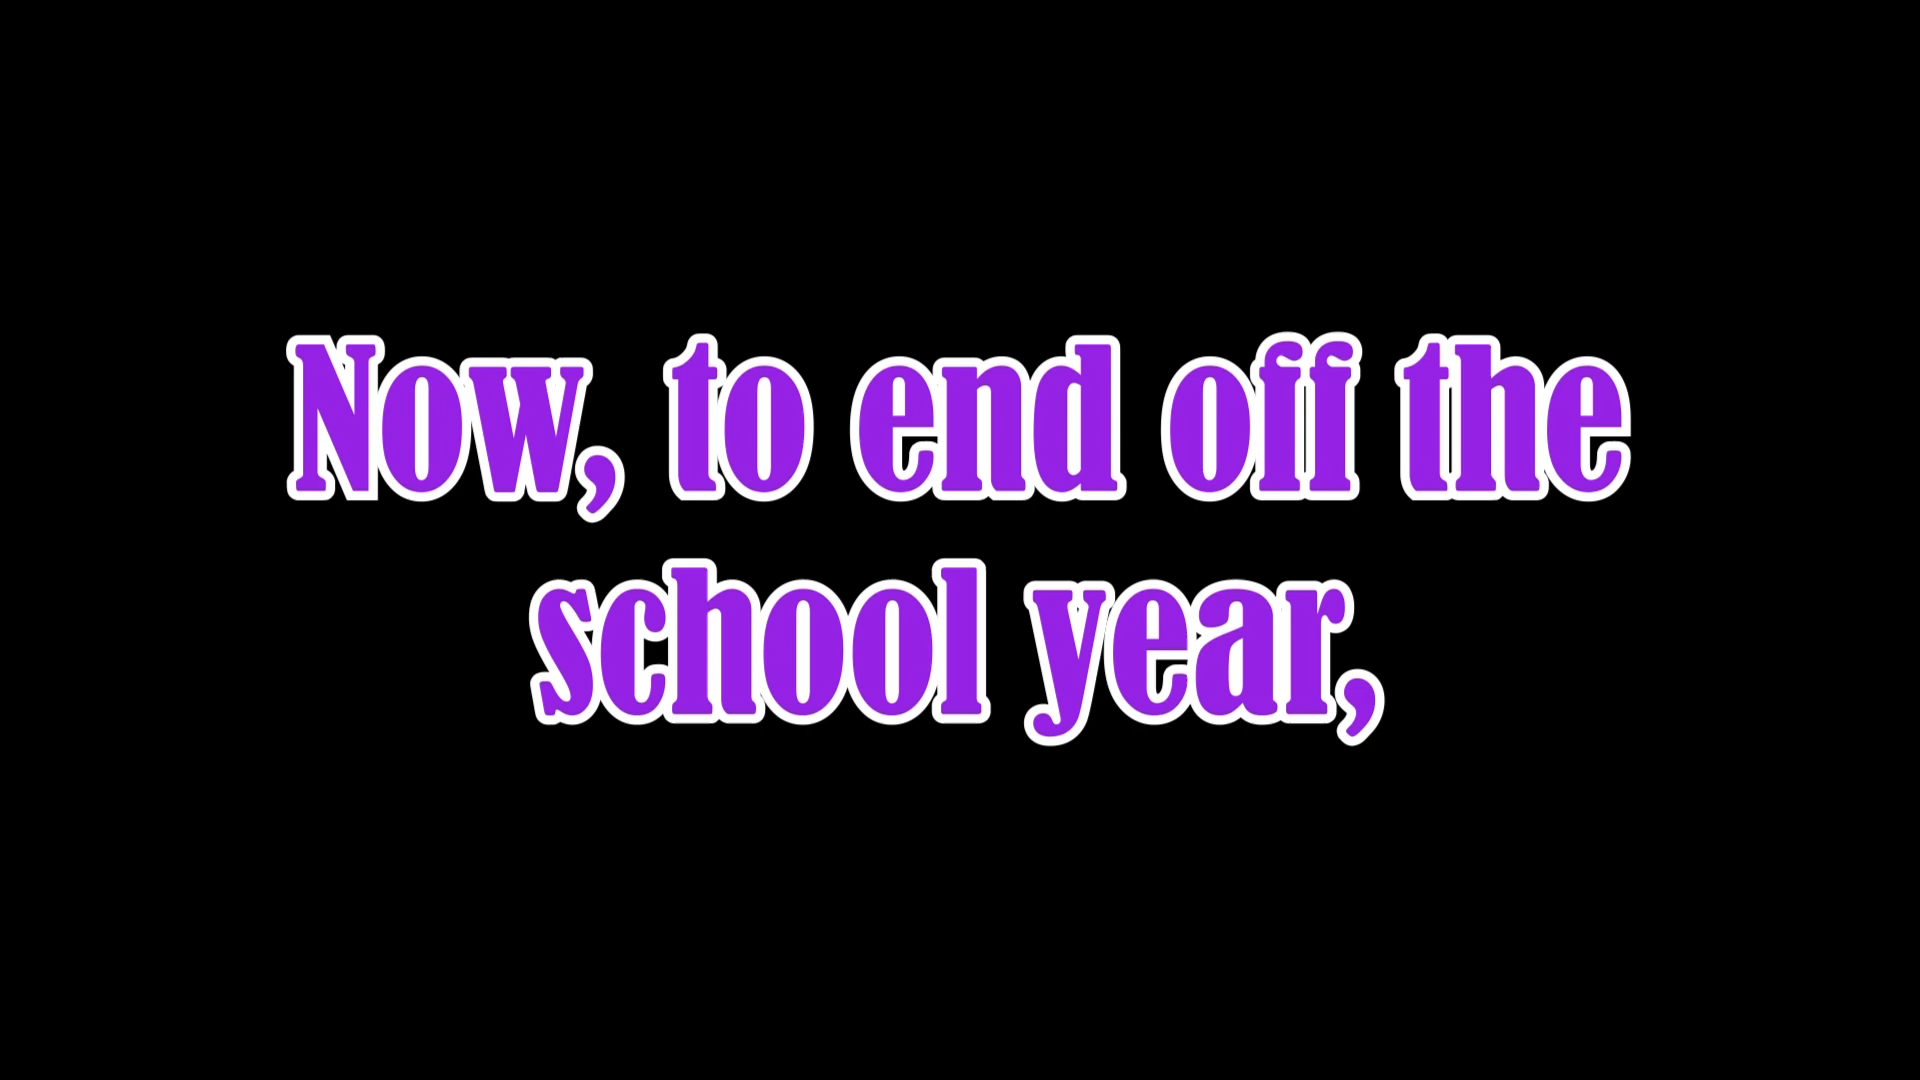 Now, to end off the
school year,